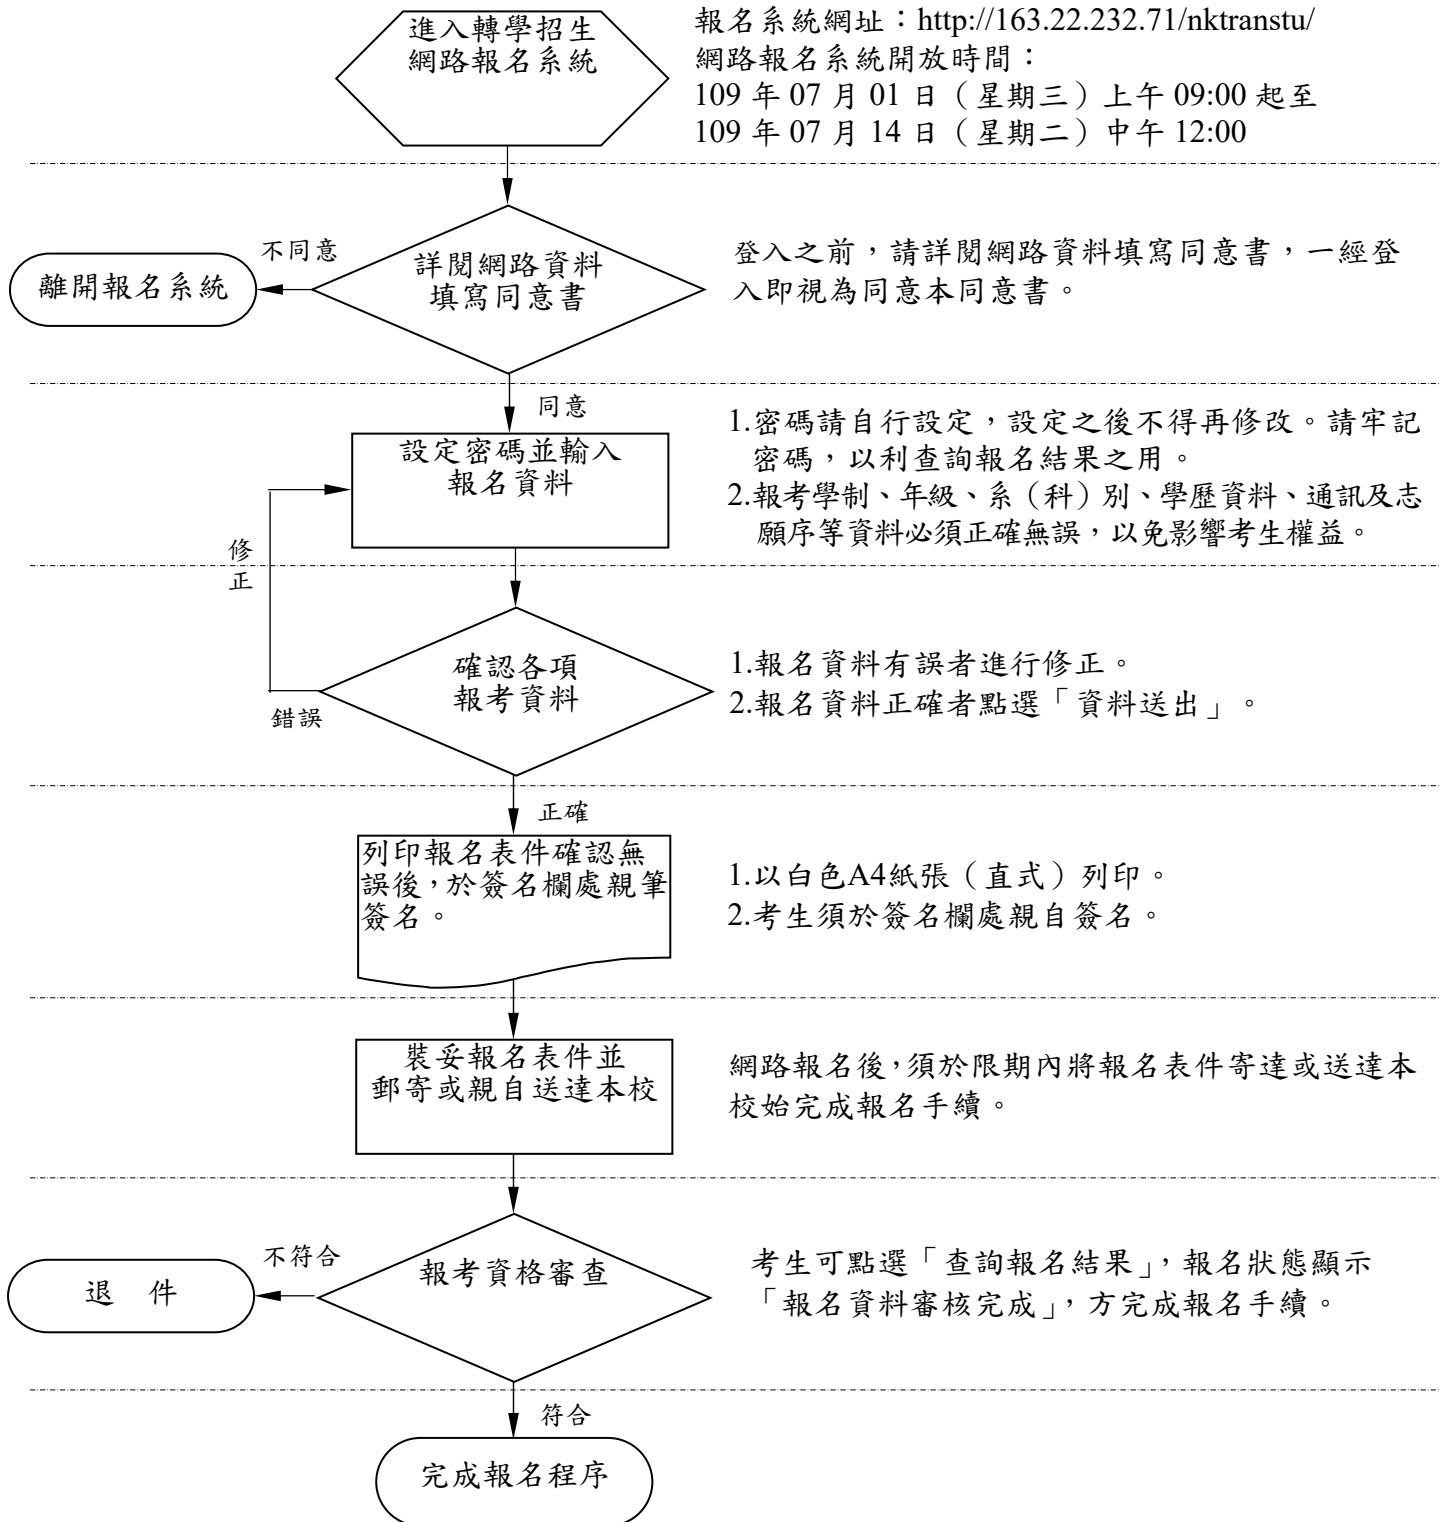 進入轉學招生
網路報名系統
報名系統網址：http://163.22.232.71/nktranstu/
網路報名系統開放時間：
109 年 07 月 01 日（星期三）上午 09:00 起至
109 年 07 月 14 日（星期二）中午 12:00
不同意
離開報名系統
詳閱網路資料
填寫同意書
登入之前，請詳閱網路資料填寫同意書，一經登
入即視為同意本同意書。
同意
設定密碼並輸入
報名資料
1.密碼請自行設定，設定之後不得再修改。請牢記
密碼，以利查詢報名結果之用。
2.報考學制、年級、系（科）別、學歷資料、通訊及志
願序等資料必須正確無誤，以免影響考生權益。
修
正
確認各項
報考資料
錯誤
1.報名資料有誤者進行修正。
2.報名資料正確者點選「資料送出」。
正確
列印報名表件確認無
誤後，於簽名欄處親筆
簽名。
1.以白色A4紙張（直式）列印。
2.考生須於簽名欄處親自簽名。
裝妥報名表件並
郵寄或親自送達本校
網路報名後，須於限期內將報名表件寄達或送達本
校始完成報名手續。
不符合
退　件
報考資格審查
考生可點選「查詢報名結果」，報名狀態顯示
「報名資料審核完成」，方完成報名手續。
符合
完成報名程序